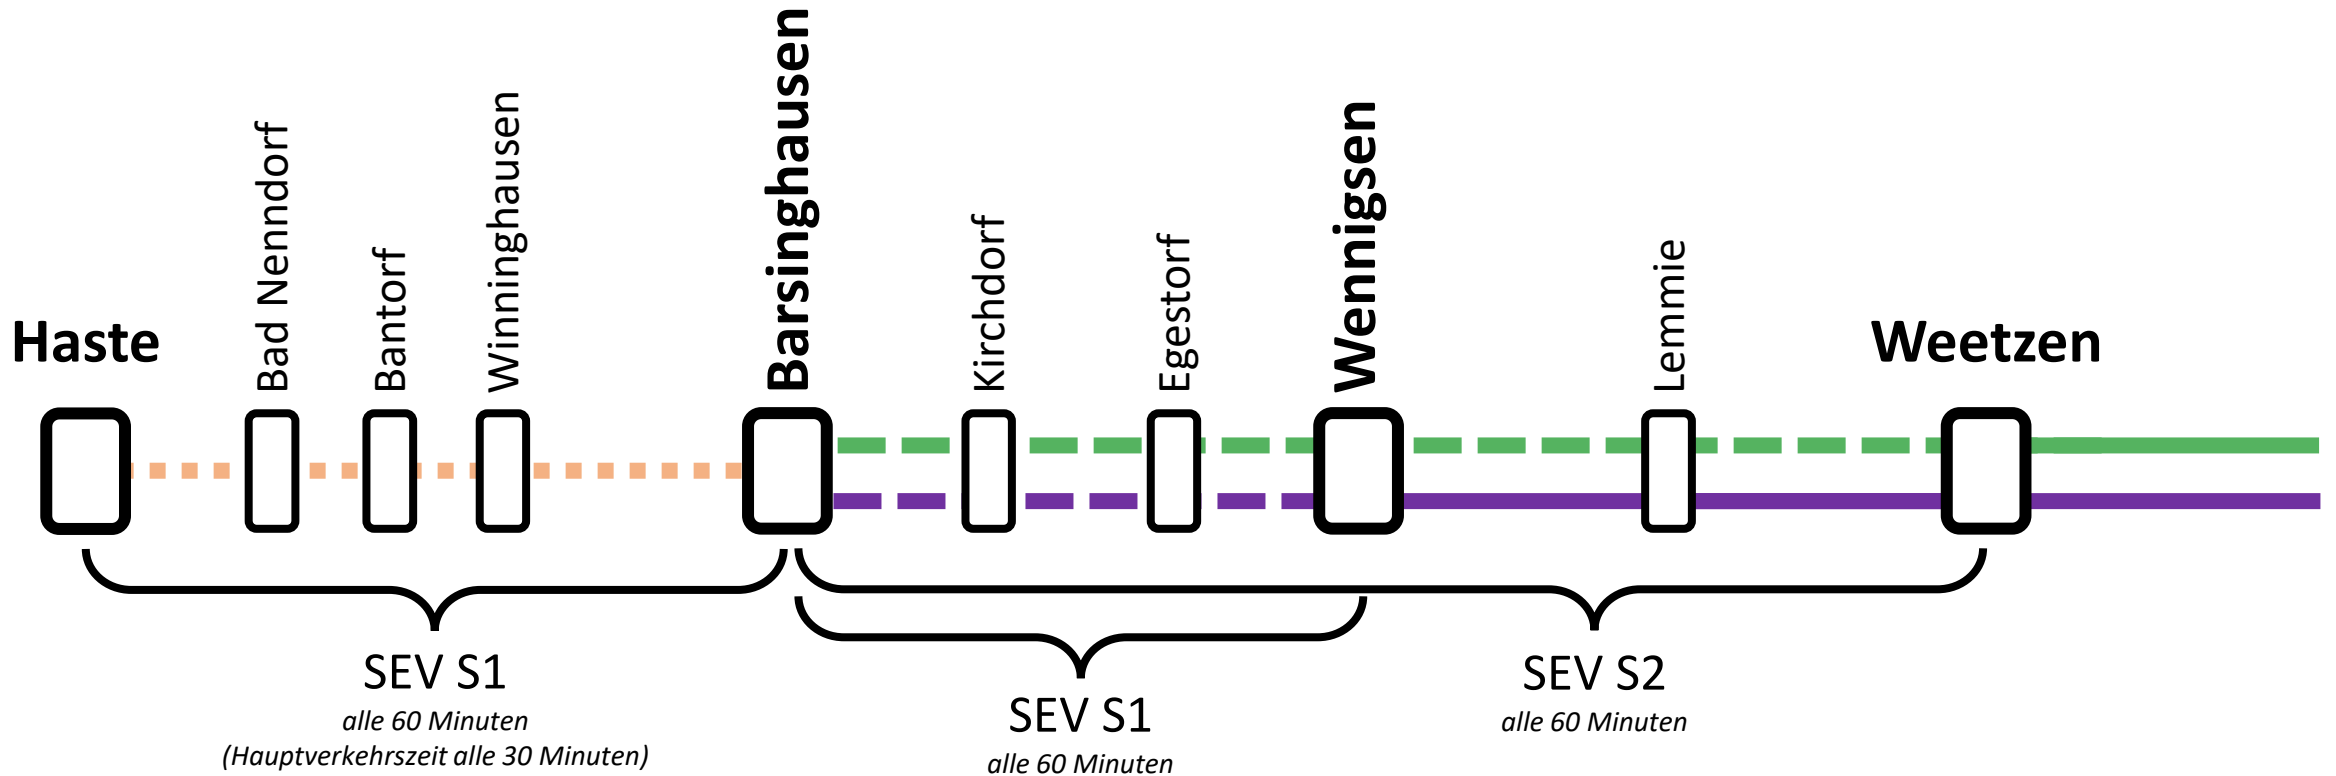 Haste
Bad Nenndorf
Bantorf
Winninghausen
Barsinghausen
Kirchdorf
Egestorf
Wennigsen
Lemmie
Weetzen
SEV S1
alle 60 Minuten
(Hauptverkehrszeit alle 30 Minuten)
SEV S1
alle 60 Minuten
SEV S2
alle 60 Minuten